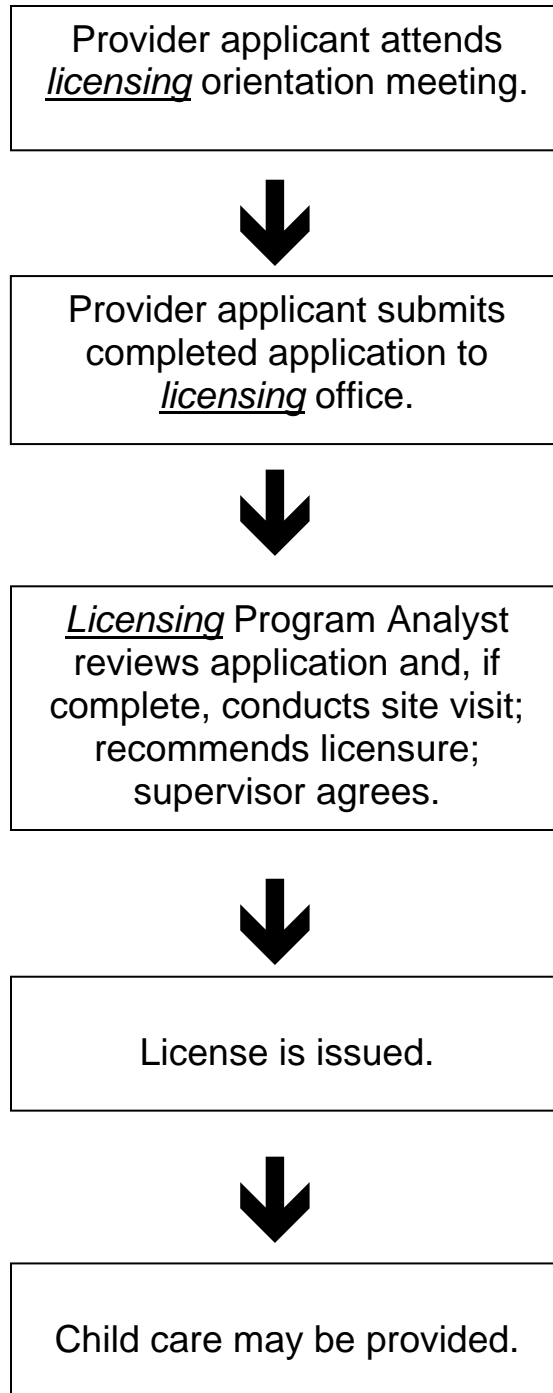 Provider applicant attends
licensing orientation meeting.
Provider applicant submits
completed application to
licensing office.
Licensing Program Analyst
reviews application and, if
complete, conducts site visit;
recommends licensure;
supervisor agrees.
License is issued.
Child care may be provided.